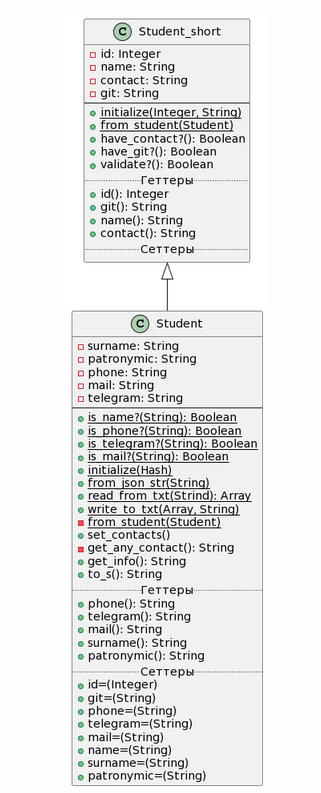 C Student_short
id: Integer
name: String
contact: String
git: String
initialize(Integer, String)
from_student(Student)
have_contact?(): Boolean
have_git?(): Boolean
validate?(): Boolean
Геттеры
id(): Integer
git(): String
name(): String
contact(): String
Сеттеры
C Student
surname: String
patronymic: String
phone: String
mail: String
telegram: String
is_name?(String): Boolean
is_phone?(String): Boolean
is_telegram?(String): Boolean
is_mail?(String): Boolean
initialize(Hash)
from_json_str(String)
read_from_txt(Strind): Array
write_to_txt(Array, String)
from_student(Student)
set_contacts()
get_any_contact(): String
get_info(): String
to_s(): String
Геттеры
phone(): String
telegram(): String
mail(): String
surname(): String
patronymic(): String
Сеттеры
id=(Integer)
git=(String)
phone=(String)
telegram=(String)
mail=(String)
name=(String)
surname=(String)
patronymic=(String)